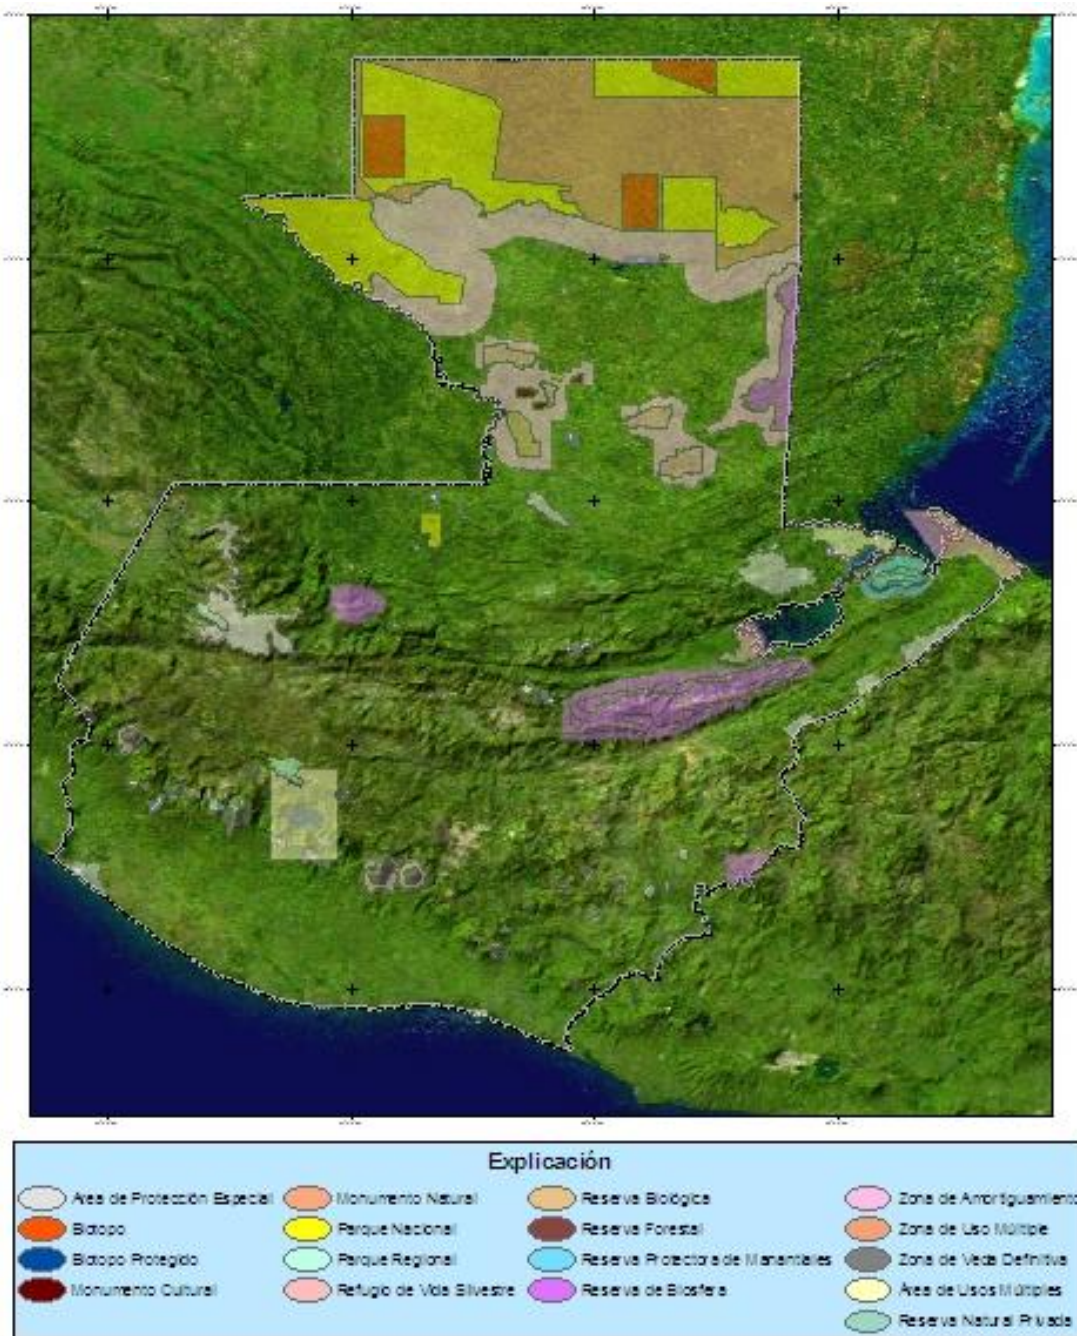 Explicación
Área de Protección Especial
Biotopo
Biotopo Protegido
Monumento Cultural
Monumento Natural
Parque Nacional
Parque Regional
Refugio de Vida Silvestre
Reserva Biológica
Reserva Forestal
Reserva Protectora de Manantiales
Reserva de Biosfera
Zona de Amortiguamiento
Zona de Uso Múltiple
Zona de Veda Definitiva
Área de Usos Múltiples
Reserva Natural Privada